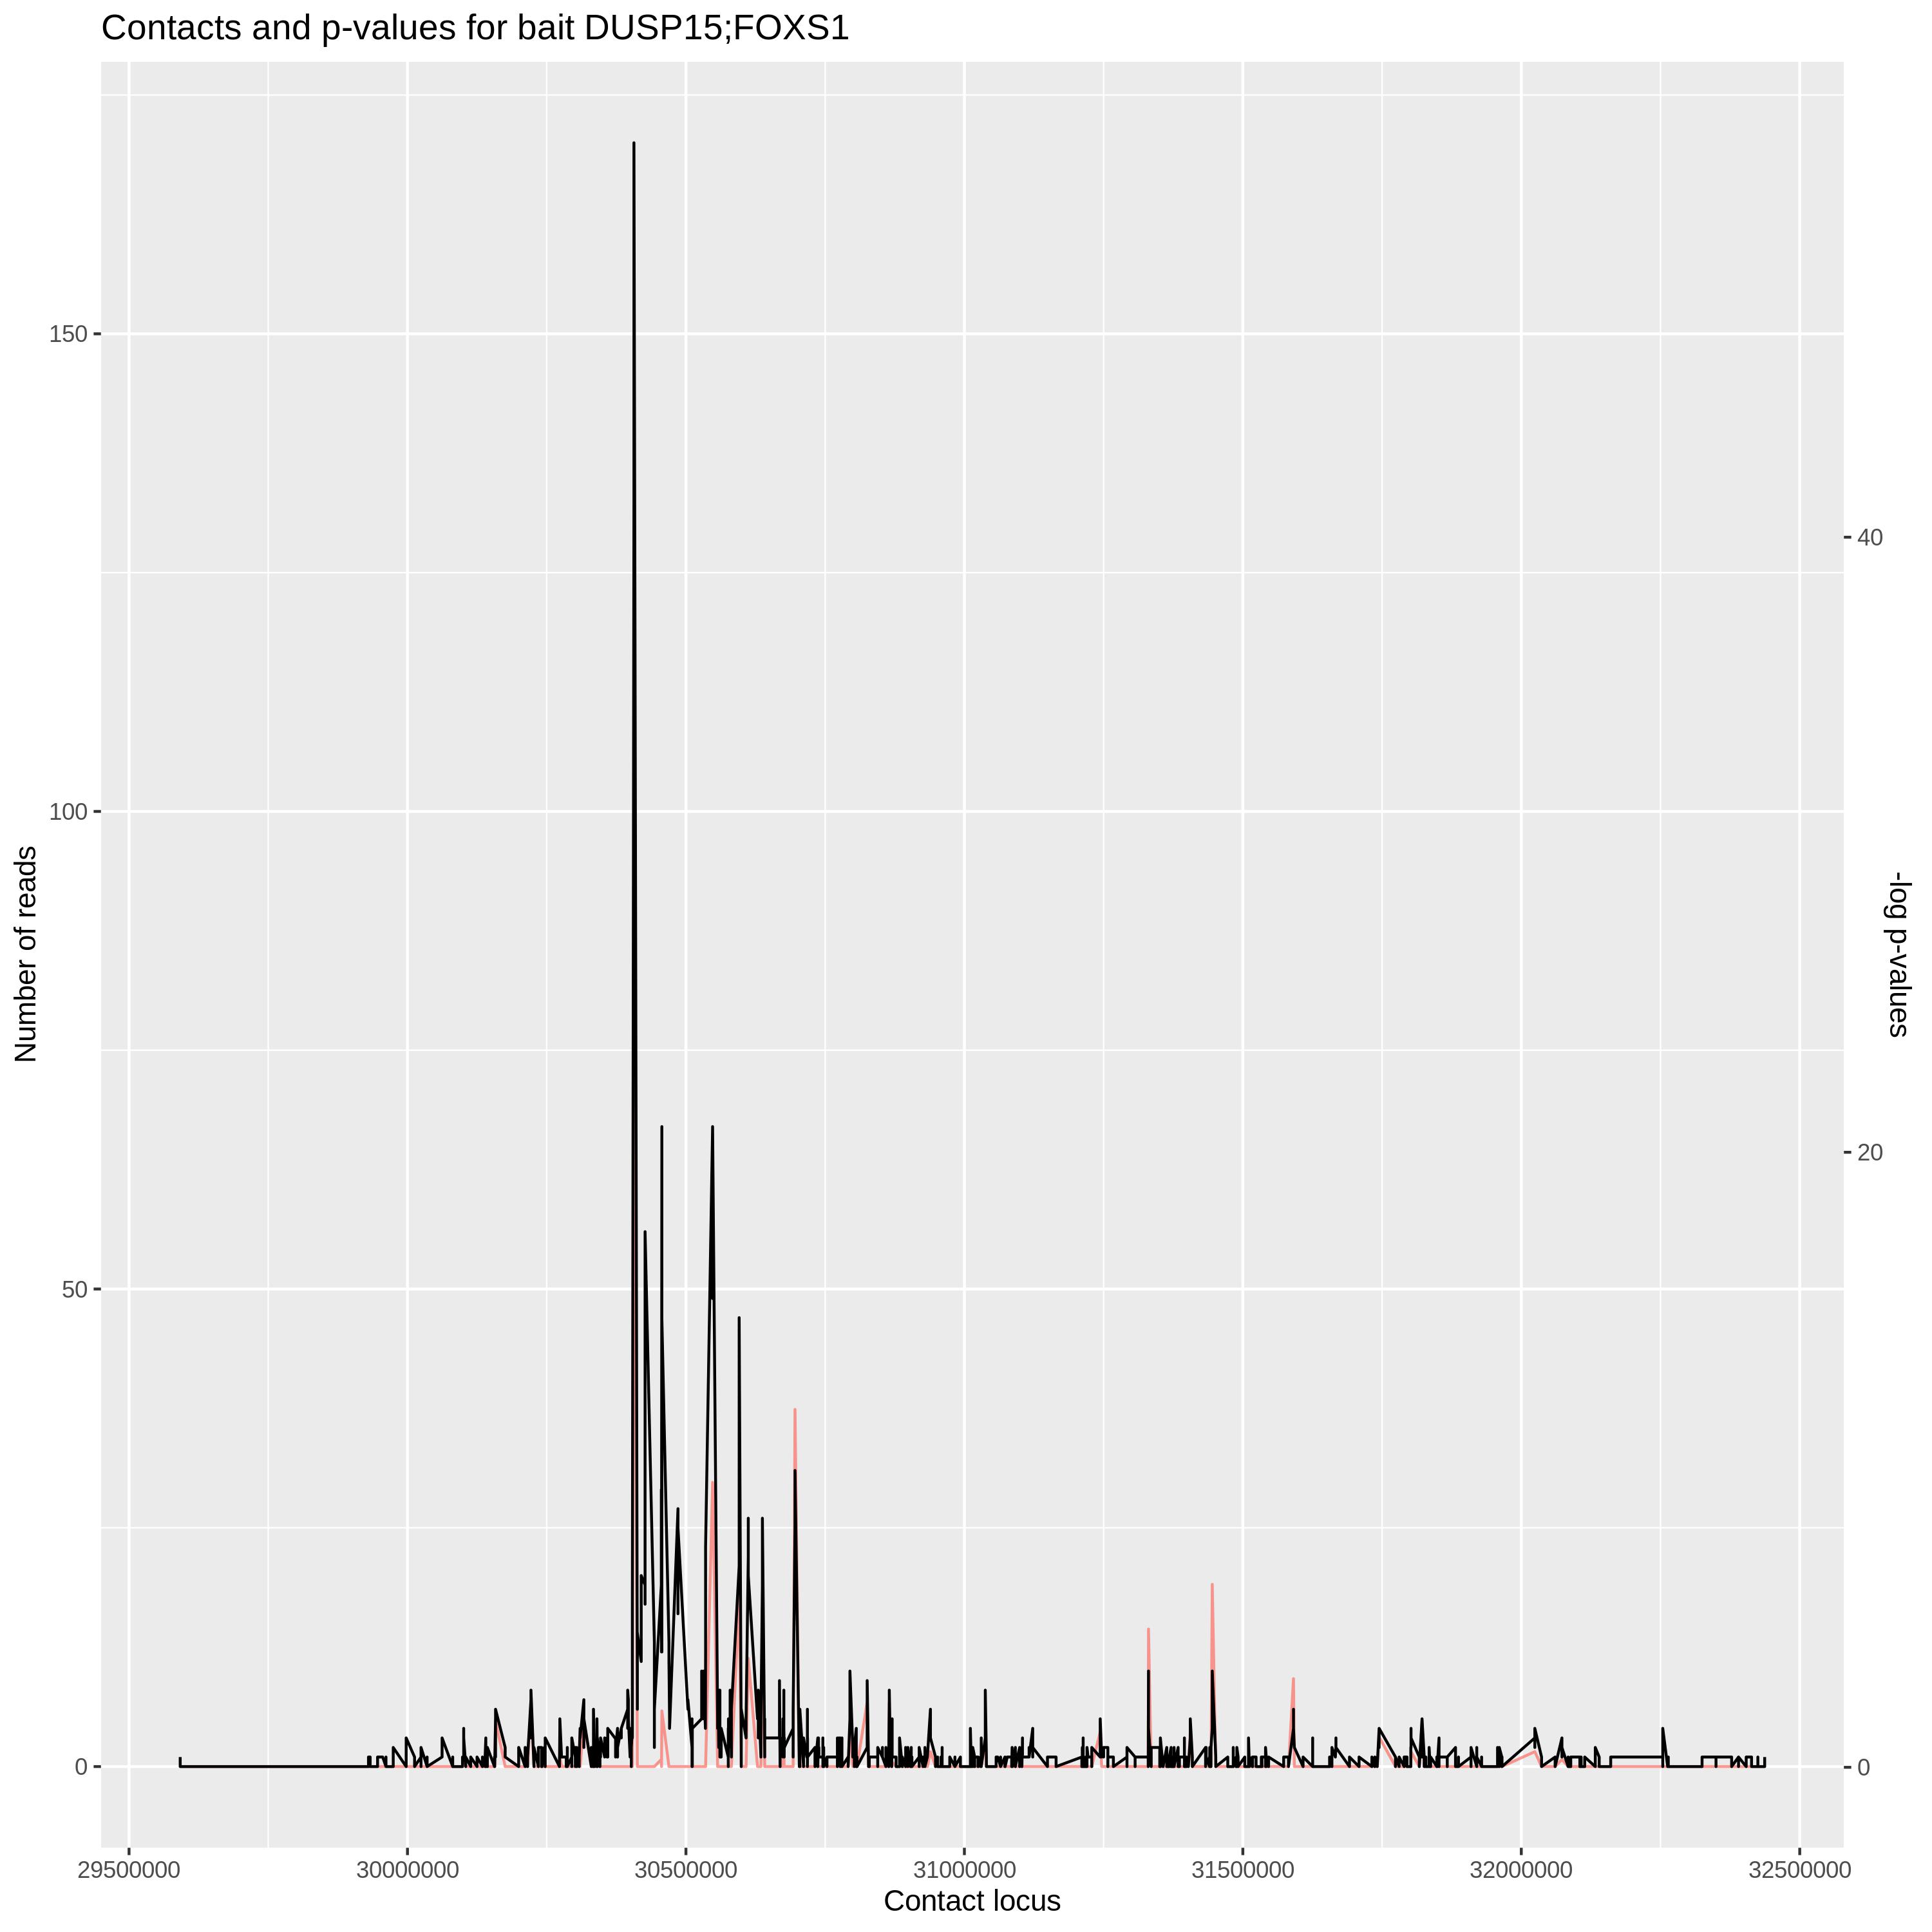 Contacts and p-values for bait DUSP15;FOXS1
Number of reads
150
100
50
0
40
20
0
-log p-values
29500000 30000000 30500000 31000000 31500000 32000000 32500000
Contact locus